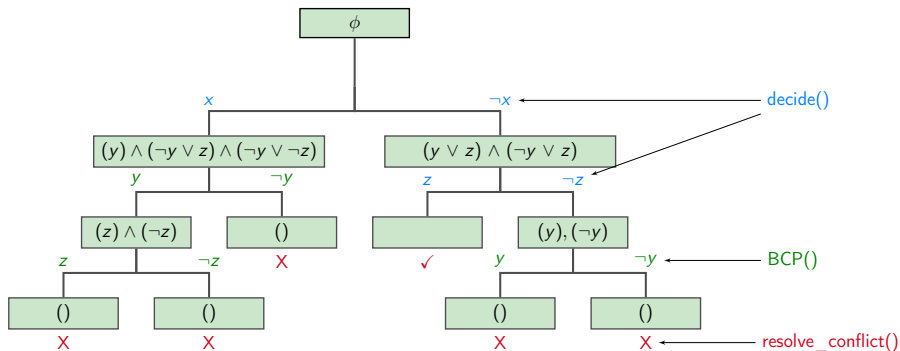 ϕ
x ¬x decide()
(y) ∧ (¬y ∨ z) ∧ (¬y ∨ ¬z) (y ∨ z) ∧ (¬y ∨ z)
y ¬y z ¬z
(z) ∧ (¬z) () (y), (¬y)
z ¬z X ✓ y ¬y BCP()
() () () ()
X X X X resolve_conflict()